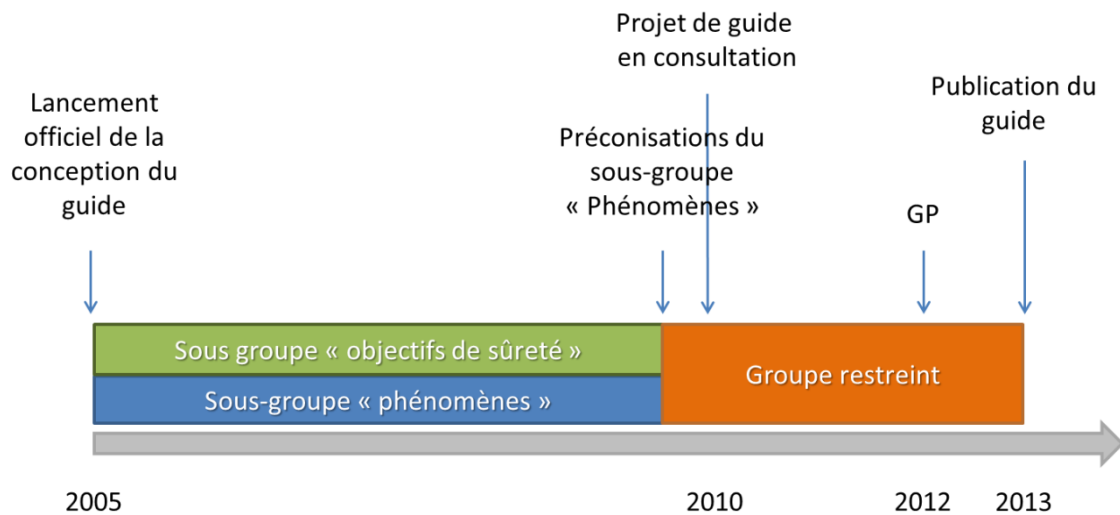 Projet de guide
en consultation
Lancement
officiel de la
conception du
guide
Préconisations du
sous-groupe
« Phénomènes »
Publication du
guide
GP
Sous groupe « objectifs de sûreté »
Sous-groupe « phénomènes »
Groupe restreint
2005
2010
2012
2013